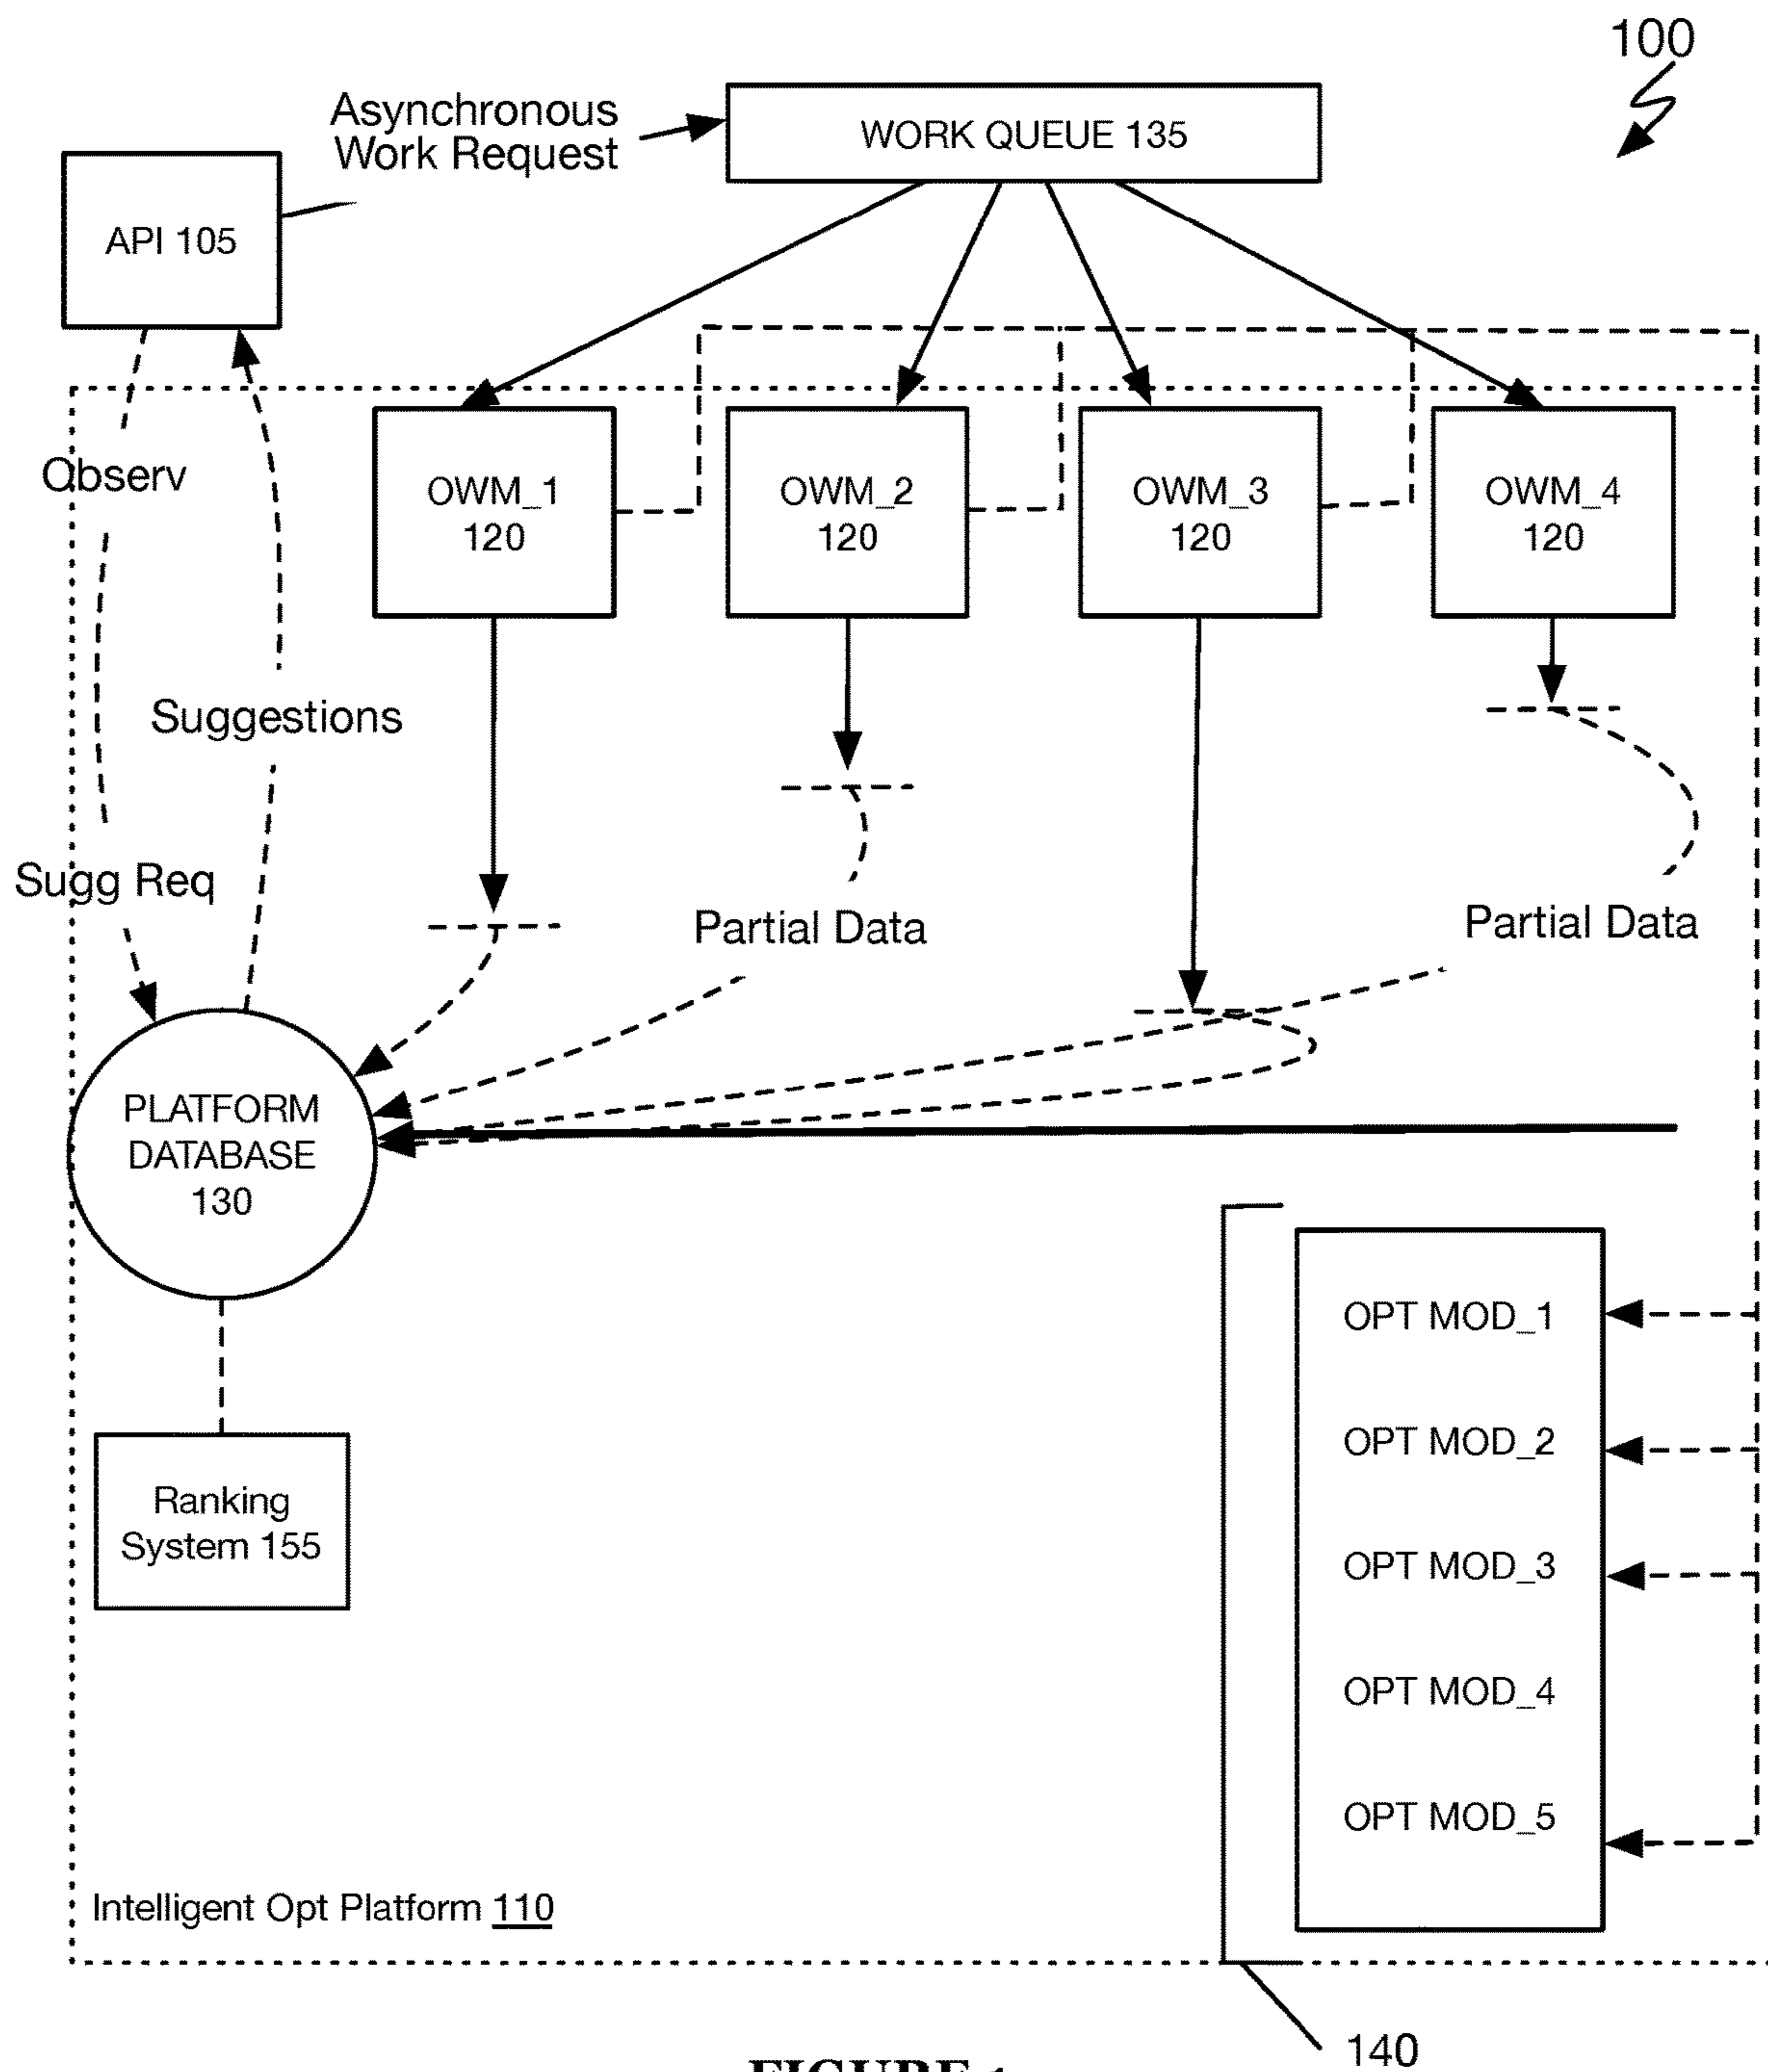 100
Asynchronous
Work Request
WORK QUEUE 135
API 105
Observ
OWM_1
120
OWM_2
120
OWM_3
120
OWM_4
120
Suggestions
Sugg Req
Partial Data
Partial Data
PLATFORM
DATABASE
130
OPT MOD_1
OPT MOD_2
OPT MOD_3
OPT MOD_4
OPT MOD_5
Ranking
System 155
Intelligent Opt Platform 110
140
FIGURE 1